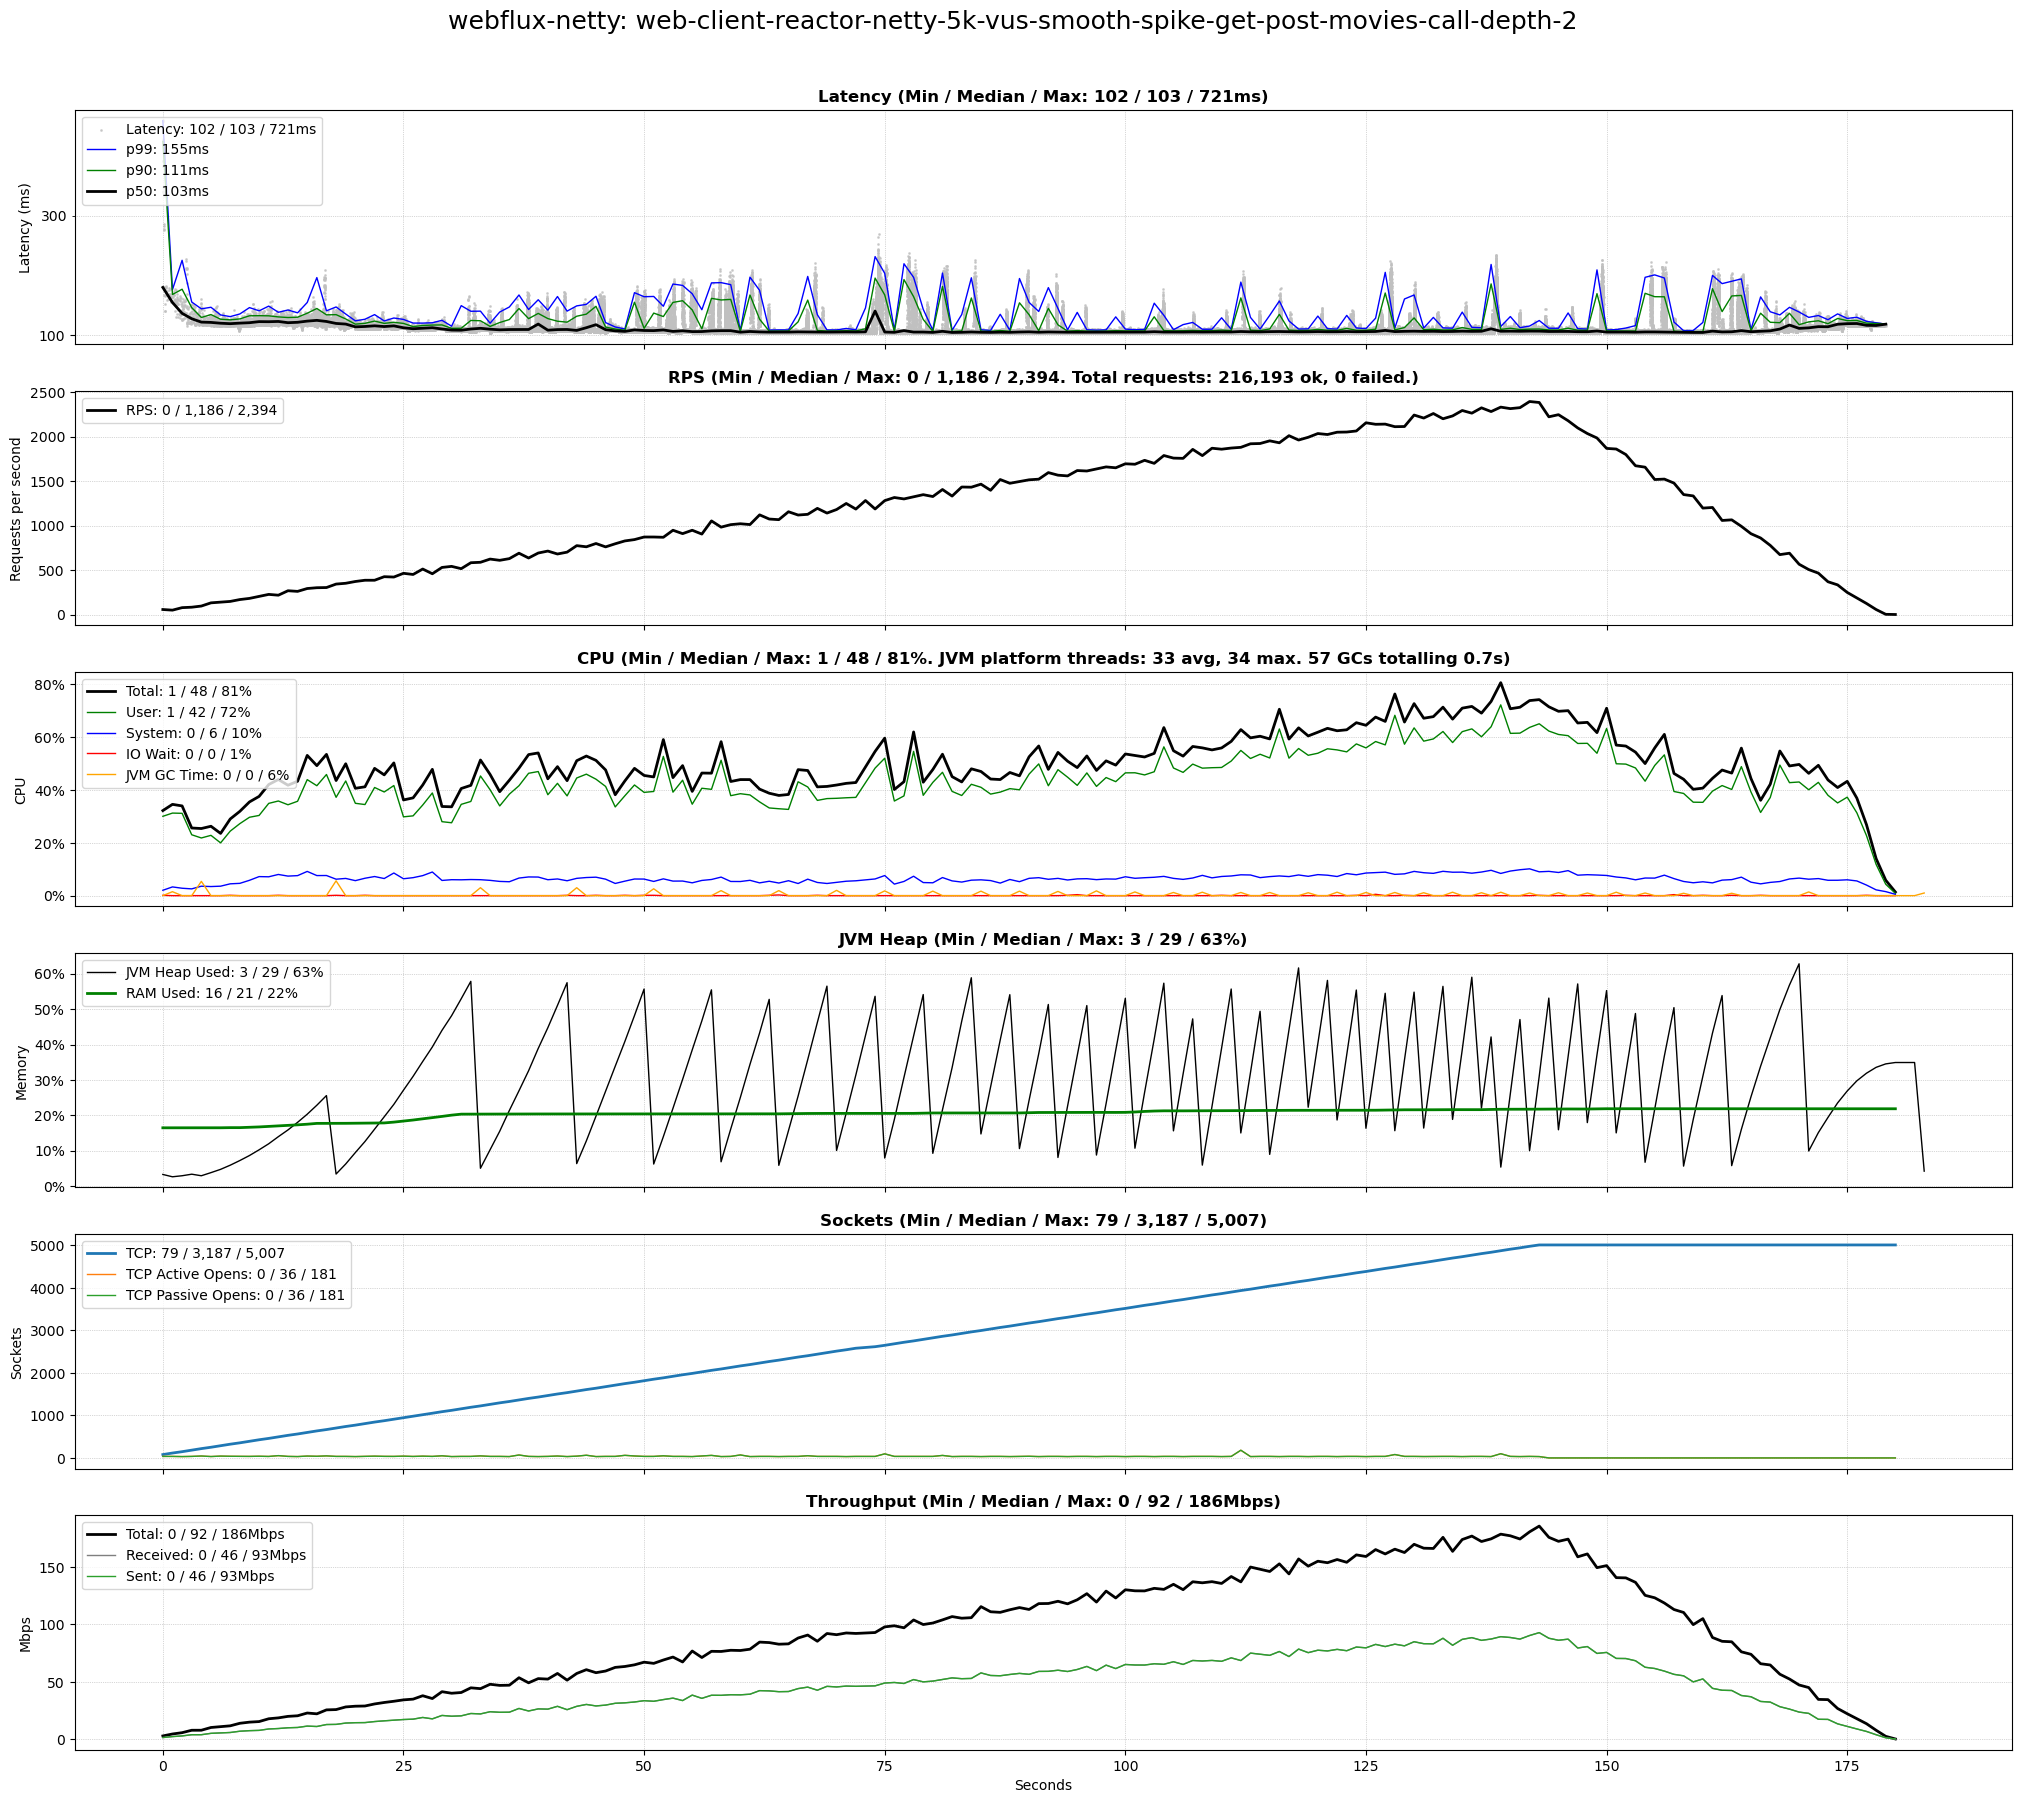 webflux-netty: web-client-reactor-netty-5k-vus-smooth-spike-get-post-movies-call-depth-2
Latency (Min / Median / Max: 102 / 103 / 721ms)
Latency: 102 / 103 / 721ms
p99: 155ms
p90: 111ms
p50: 103ms
Latency (ms)
300
100
RPS (Min / Median / Max: 0 / 1,186 / 2,394. Total requests: 216,193 ok, 0 failed.)
RPS: 0 / 1,186 / 2,394
Requests per second
2500
2000
1500
1000
500
0
CPU (Min / Median / Max: 1 / 48 / 81%. JVM platform threads: 33 avg, 34 max. 57 GCs totalling 0.7s)
Total: 1 / 48 / 81%
User: 1 / 42 / 72%
System: 0 / 6 / 10%
IO Wait: 0 / 0 / 1%
JVM GC Time: 0 / 0 / 6%
CPU
80%
60%
40%
20%
0%
JVM Heap (Min / Median / Max: 3 / 29 / 63%)
JVM Heap Used: 3 / 29 / 63%
RAM Used: 16 / 21 / 22%
Memory
60%
50%
40%
30%
20%
10%
0%
Sockets (Min / Median / Max: 79 / 3,187 / 5,007)
TCP: 79 / 3,187 / 5,007
TCP Active Opens: 0 / 36 / 181
TCP Passive Opens: 0 / 36 / 181
Sockets
5000
4000
3000
2000
1000
0
Throughput (Min / Median / Max: 0 / 92 / 186Mbps)
Total: 0 / 92 / 186Mbps
Received: 0 / 46 / 93Mbps
Sent: 0 / 46 / 93Mbps
Mbps
150
100
50
0
0 25 50 75 100 125 150 175
Seconds